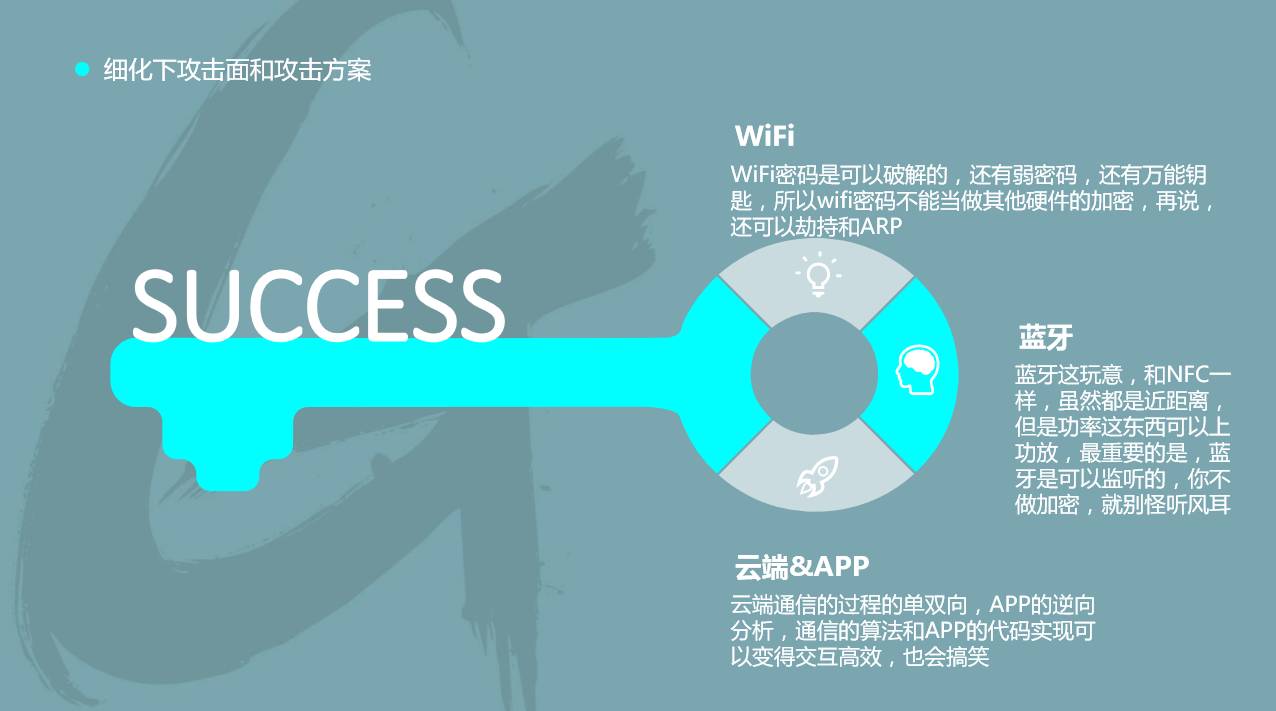 细化下攻击面和攻击方案
WiFi
WiFi密码是可以破解的，还有弱密码，还有万能钥
匙，所以wifi密码不能当做其他硬件的加密，再说，
还可以劫持和ARP
SUCCESS
蓝牙
蓝牙这玩意，和NFC一
样，虽然都是近距离，
但是功率这东西可以上
功放，最重要的是，蓝
牙是可以监听的，你不
做加密，就别怪听风耳
云端&APP
云端通信的过程的单双向，APP的逆向
分析，通信的算法和APP的代码实现可
以变得交互高效，也会搞笑